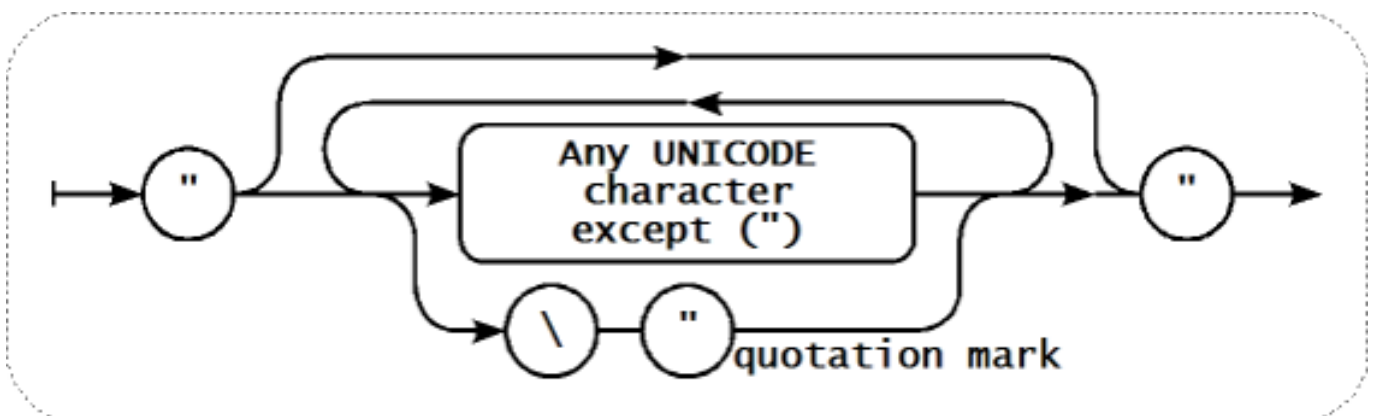 "
Any UNICODE
character
except (")
"
\
"
quotation mark